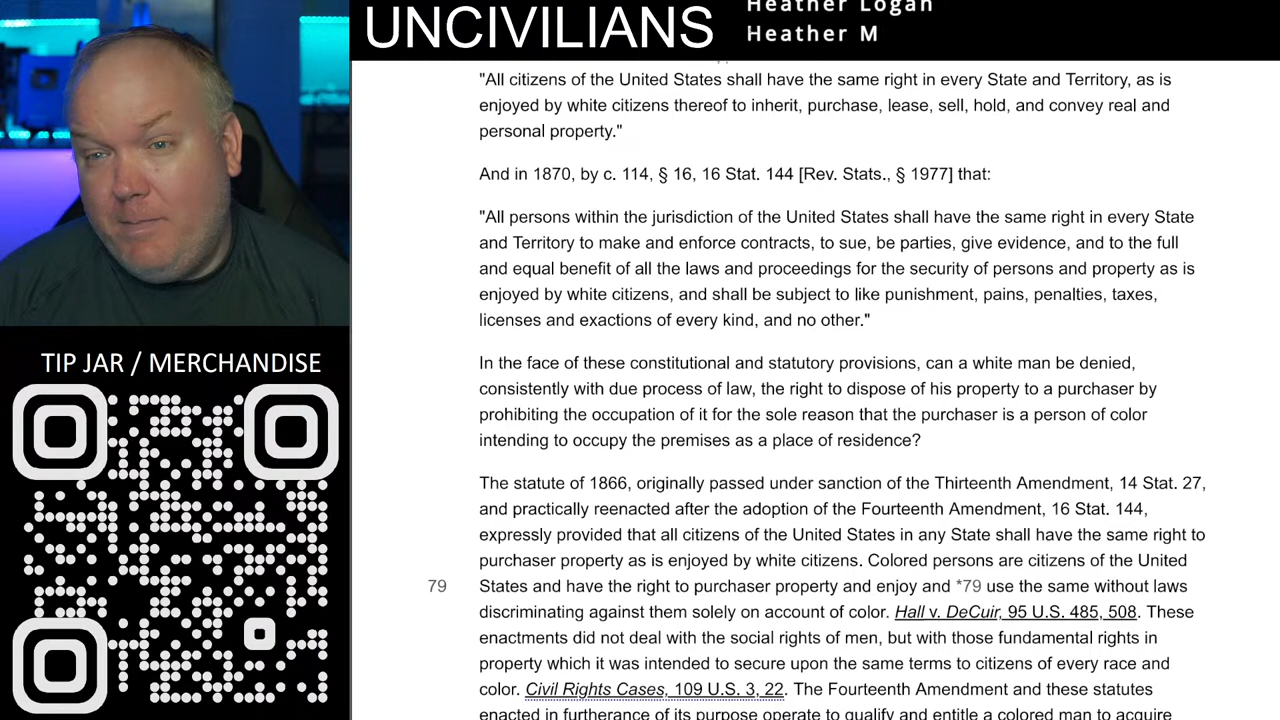 UNCIVILIANS
Heather Logan
Heather M
"All citizens of the United States shall have the same right in every State and Territory, as is
enjoyed by white citizens thereof to inherit, purchase, lease, sell, hold, and convey real and
personal property."
And in 1870, by c. 114, § 16, 16 Stat. 144 [Rev. Stats., § 1977] that:
"All persons within the jurisdiction of the United States shall have the same right in every State
and Territory to make and enforce contracts, to sue, be parties, give evidence, and to the full
and equal benefit of all the laws and proceedings for the security of persons and property as is
enjoyed by white citizens, and shall be subject to like punishment, pains, penalties, taxes,
licenses and exactions of every kind, and no other."
In the face of these constitutional and statutory provisions, can a white man be denied,
consistently with due process of law, the right to dispose of his property to a purchaser by
prohibiting the occupation of it for the sole reason that the purchaser is a person of color
intending to occupy the premises as a place of residence?
The statute of 1866, originally passed under sanction of the Thirteenth Amendment, 14 Stat. 27,
and practically reenacted after the adoption of the Fourteenth Amendment, 16 Stat. 144,
expressly provided that all citizens of the United States in any State shall have the same right to
purchaser property as is enjoyed by white citizens. Colored persons are citizens of the United
79 States and have the right to purchaser property and enjoy and *79 use the same without laws
discriminating against them solely on account of color. Hall v. DeCuir, 95 U.S. 485, 508. These
enactments did not deal with the social rights of men, but with those fundamental rights in
property which it was intended to secure upon the same terms to citizens of every race and
color. Civil Rights Cases, 109 U.S. 3, 22. The Fourteenth Amendment and these statutes
enacted in furtherance of its purpose operate to qualify and entitle a colored man to acquire
TIP JAR / MERCHANDISE